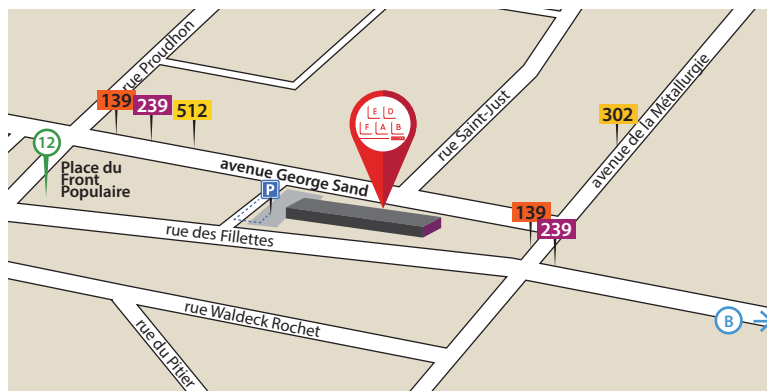 rue Proudhon
139
239
512
12
Place du
Front
Populaire
E D
F A B
P
avenue George Sand
rue Saint-Just
302
avenue de la Métallurgie
139
239
rue des Fillettes
rue Waldeck Rochet
rue du Pitier
B